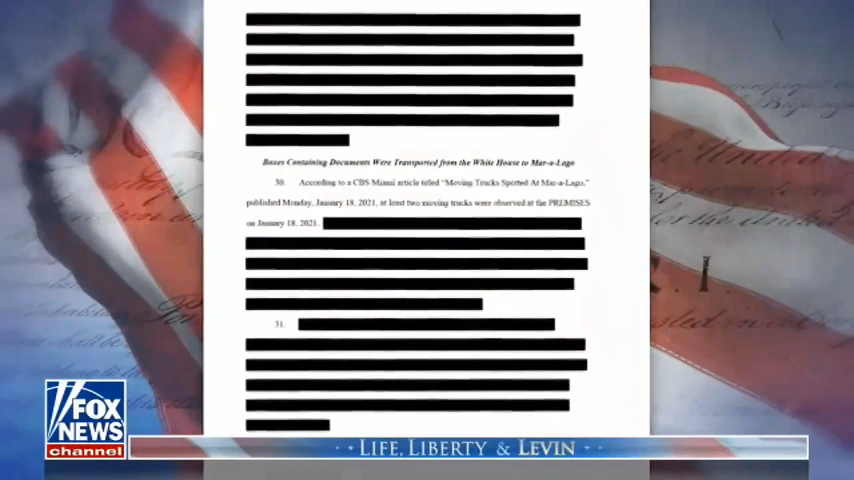 Boxes Containing Documents Were Transported from the White House to Mar-a-Lago
30. According to a CBS Miami article titled "Moving Trucks Spotted At Mar-a-Lago,"
published Monday, January 18, 2021, at least two moving trucks were observed at the PREMISES
on January 18, 2021.
31.
FOX
NEWS
channel
LIFE, LIBERTY & LEVIN